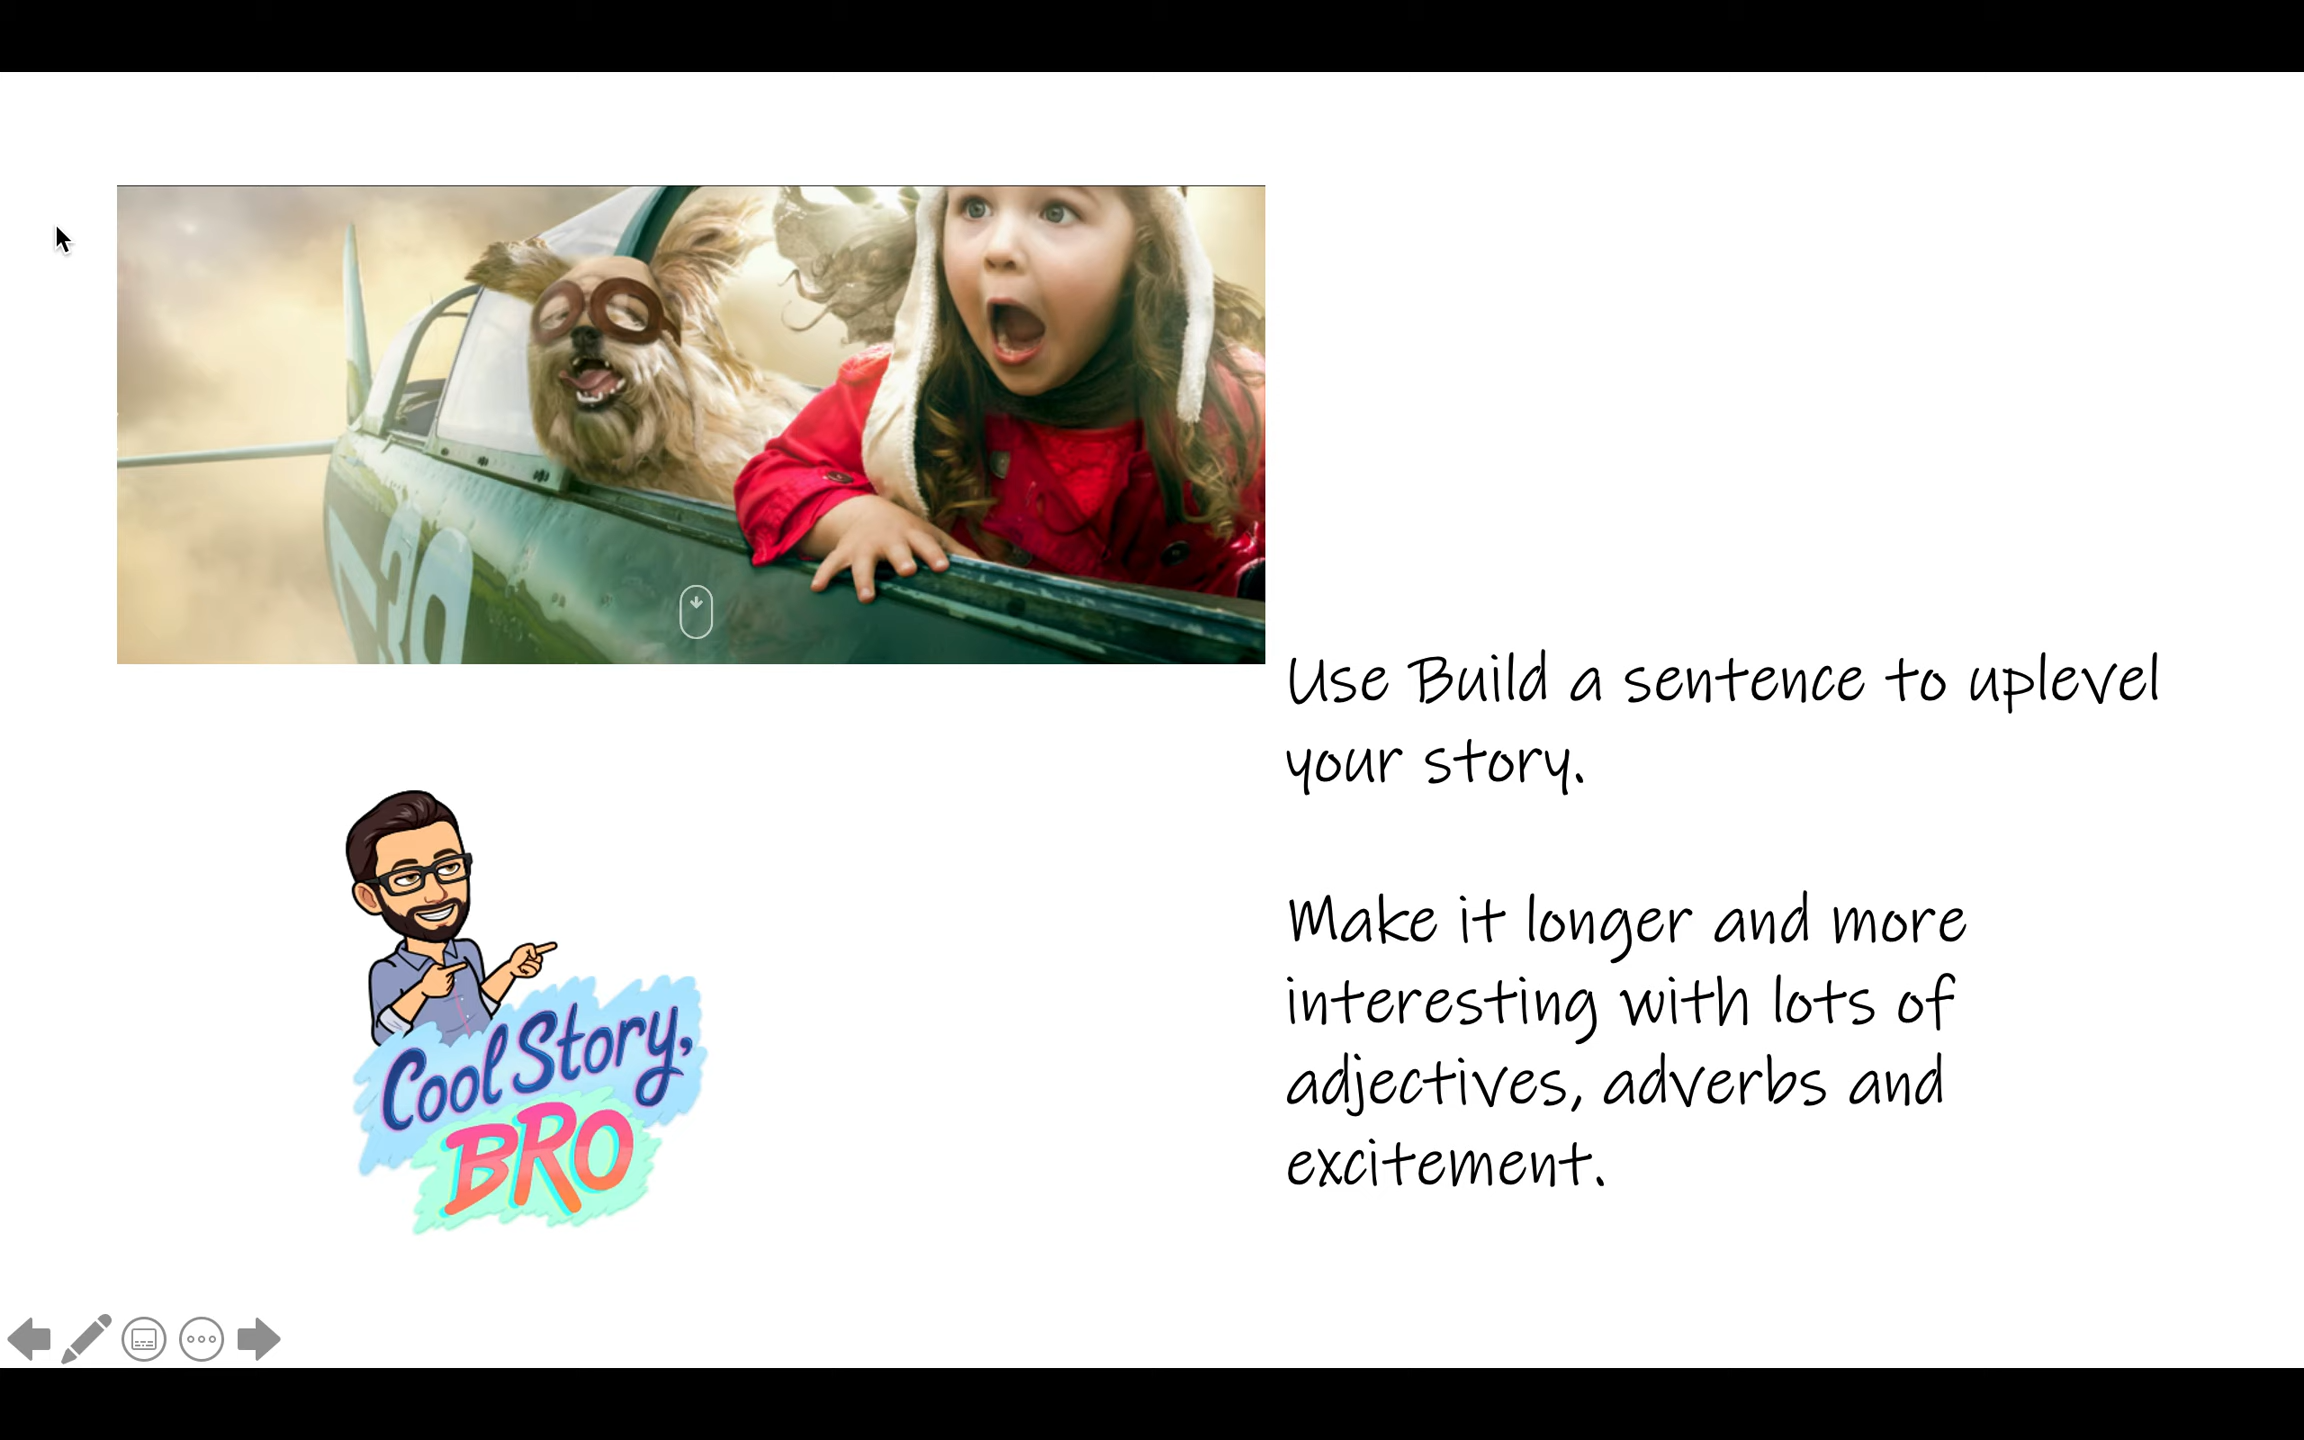 739
Use Build a sentence to uplevel
your story.
Make it longer and more
interesting with lots of
adjectives, adverbs and
excitement.
Cool Story,
BRO